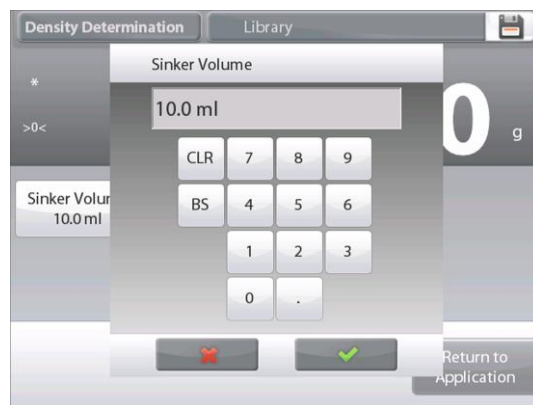 Density Determination
Library
Sinker Volume
*
10.0 ml
>0<
0
g
CLR
7
8
9
Sinker Volu
10.0 ml
BS
4
5
6
1
2
3
0
.
Return to
Application